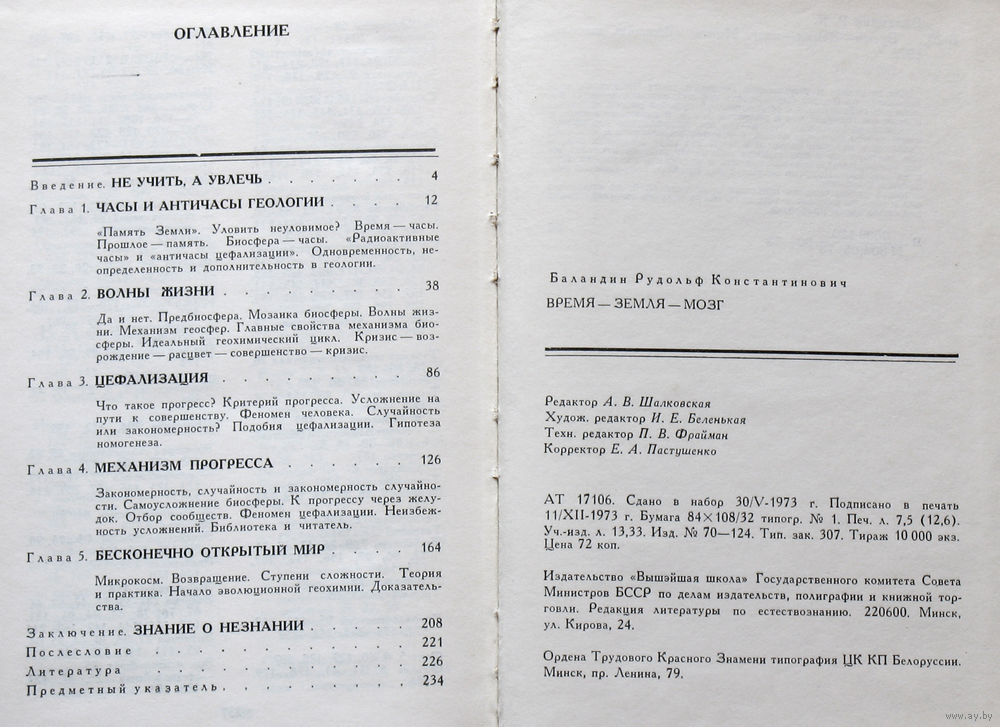 ОГЛАВЛЕНИЕ
Введение. НЕ УЧИТЬ, А УВЛЕЧЬ . . . . . . . 4
Глава 1. ЧАСЫ И АНТИЧАСЫ ГЕОЛОГИИ . . . . 12
«Память Земли». Уловить неуловимое? Время — часы.
Прошлое — память. Биосфера — часы. «Радиоактивные
часы» и «античасы цефализации». Одновременность, не-
определенность и дополнительность в геологии.
Глава 2. ВОЛНЫ ЖИЗНИ . . . . . . . . 38
Да и нет. Предбиосфера. Мозаика биосферы. Волны жиз-
ни. Механизм геосфер. Главные свойства механизма био-
сферы. Идеальный геохимический цикл. Кризис — воз-
рождение — расцвет — совершенство — кризис.
Глава 3. ЦЕФАЛИЗАЦИЯ . . . . . . . . 86
Что такое прогресс? Критерий прогресса. Усложнение на
пути к совершенству. Феномен человека. Случайность
или закономерность? Подобия цефализации. Гипотеза
номогенеза.
Глава 4. МЕХАНИЗМ ПРОГРЕССА . . . . . . 126
Закономерность, случайность и закономерность случайно-
сти. Самоусложнение биосферы. К прогрессу через желу-
док. Отбор сообществ. Феномен цефализации. Неизбеж-
ность усложнений. Библиотека и читатель.
Глава 5. БЕСКОНЕЧНО ОТКРЫТЫЙ МИР . . . . 164
Микрокосм. Возвращение. Ступени сложности. Теория
и практика. Начало эволюционной геохимии. Доказатель-
ства.
Заключение. ЗНАНИЕ О НЕЗНАНИИ . . . . . 208
Послесловие . . . . . . . . . . 221
Литература . . . . . . . . . . 226
Предметный указатель . . . . . . . 234
Баландин Рудольф Константинович
ВРЕМЯ — ЗЕМЛЯ — МОЗГ
Редактор А. В. Шалковская
Худож. редактор И. Е. Беленькая
Техн. редактор П. В. Фрайман
Корректор Е. А. Пастушенко
АТ 17106. Сдано в набор 30/V-1973 г. Подписано в печать
11/XII-1973 г. Бумага 84×108/32 типогр. № 1. Печ. л. 7,5 (12,6).
Уч.-изд. л. 13,33. Изд. № 70—124. Тип. зак. 307. Тираж 10 000 экз.
Цена 72 коп.
Издательство «Вышэйшая школа» Государственного комитета Совета
Министров БССР по делам издательств, полиграфии и книжной тор-
говли. Редакция литературы по естествознанию. 220600. Минск,
ул. Кирова, 24.
Ордена Трудового Красного Знамени типография ЦК КП Белоруссии.
Минск, пр. Ленина, 79.
www.ay.by